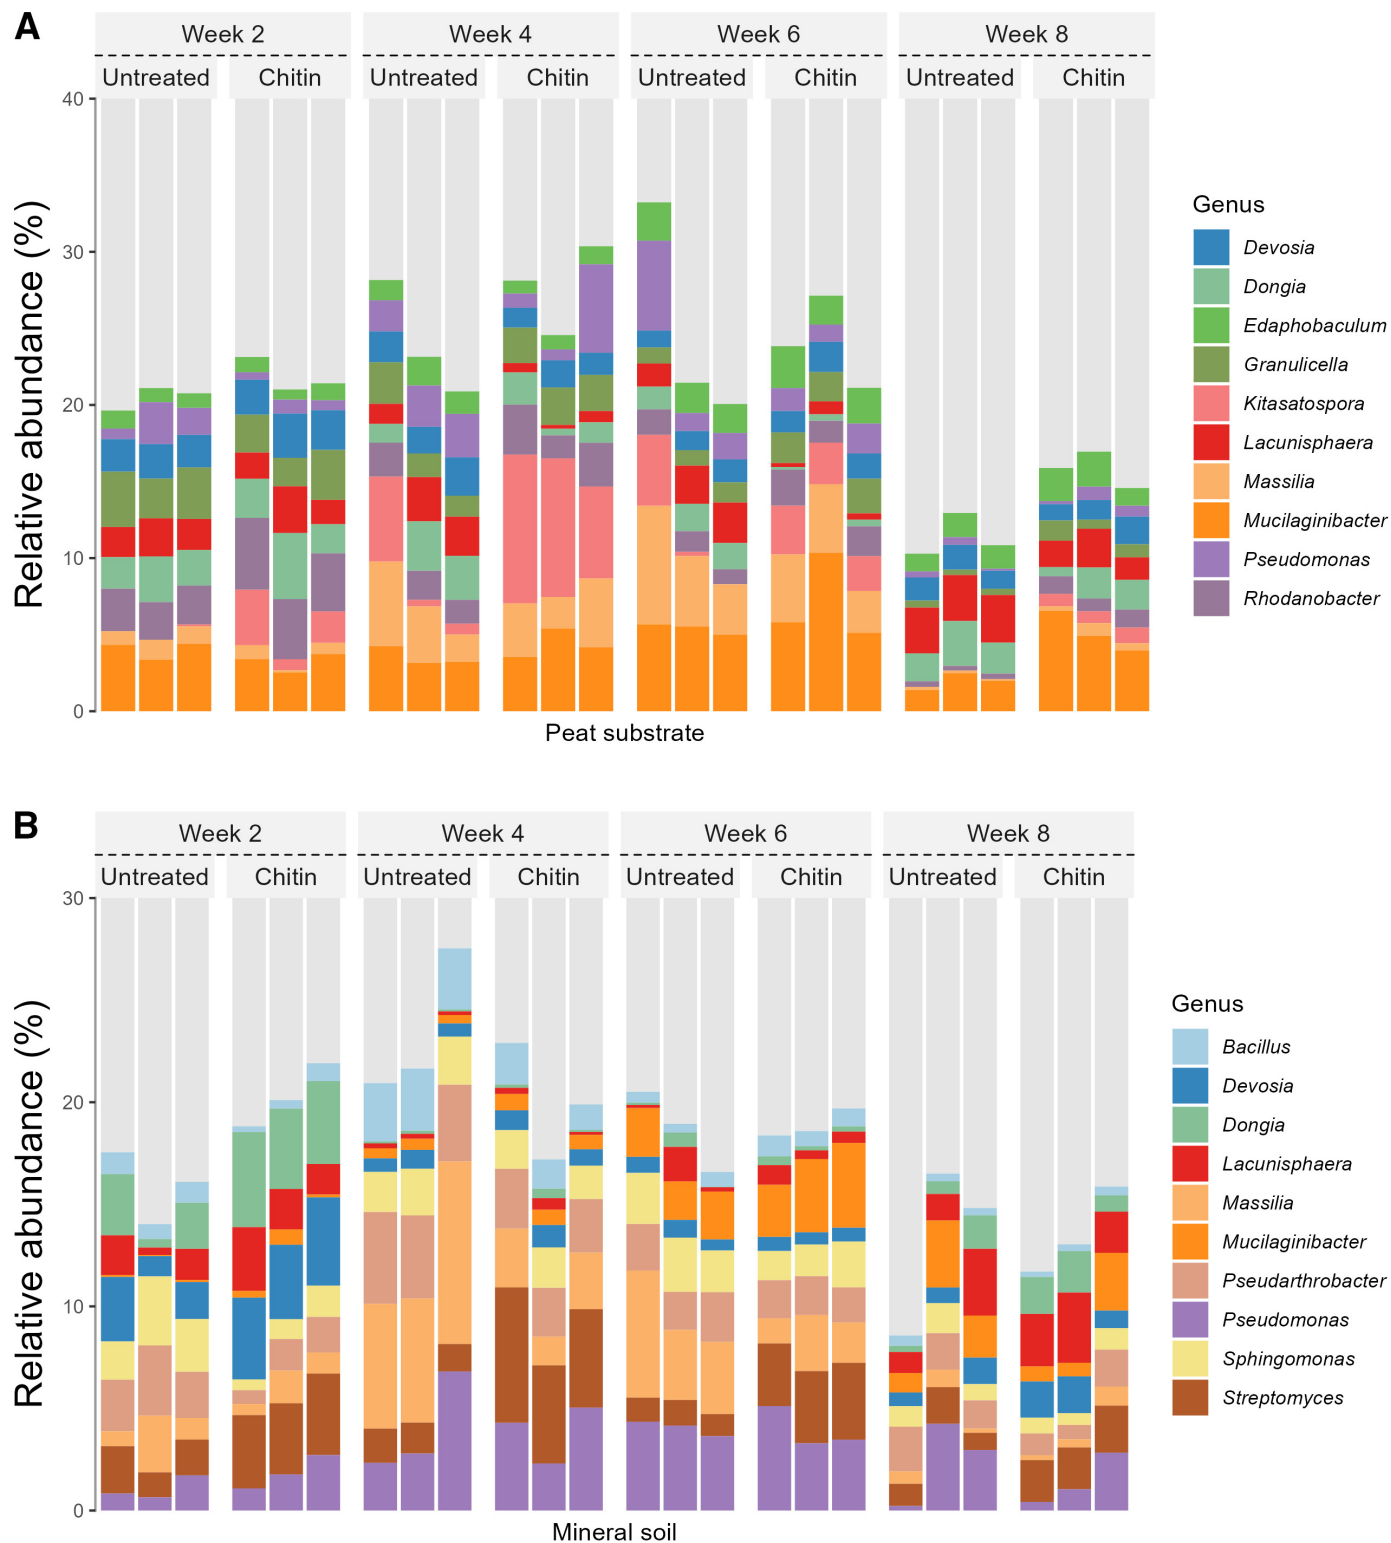 A
Week 2 Week 4 Week 6 Week 8
Untreated Chitin Untreated Chitin Untreated Chitin Untreated Chitin
Relative abundance (%)
40
30
20
10
0
Peat substrate
Genus
Devosia
Dongia
Edaphobaculum
Granulicella
Kitasatospora
Lacunisphaera
Massilia
Mucilaginibacter
Pseudomonas
Rhodanobacter
B
Week 2 Week 4 Week 6 Week 8
Untreated Chitin Untreated Chitin Untreated Chitin Untreated Chitin
Relative abundance (%)
30
20
10
0
Mineral soil
Genus
Bacillus
Devosia
Dongia
Lacunisphaera
Massilia
Mucilaginibacter
Pseudarthrobacter
Pseudomonas
Sphingomonas
Streptomyces